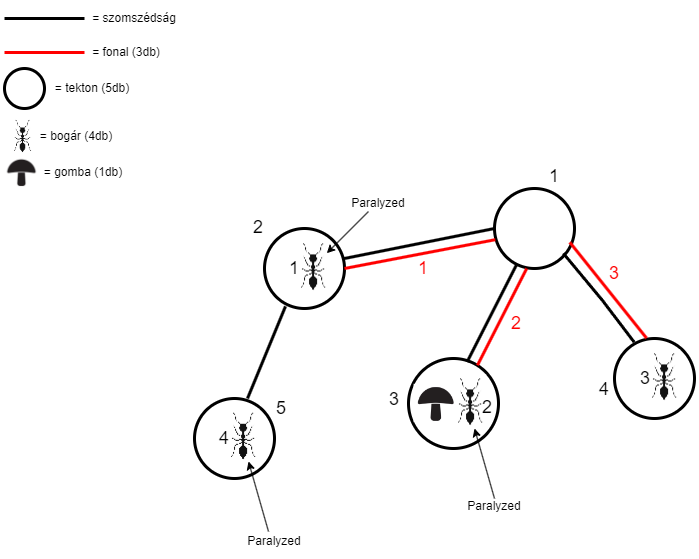 = szomszédság
= fonal (3db)
= tekton (5db)
= bogár (4db)
= gomba (1db)
1
Paralyzed
2
1
1
3
2
3
2
4
3
5
4
Paralyzed
Paralyzed